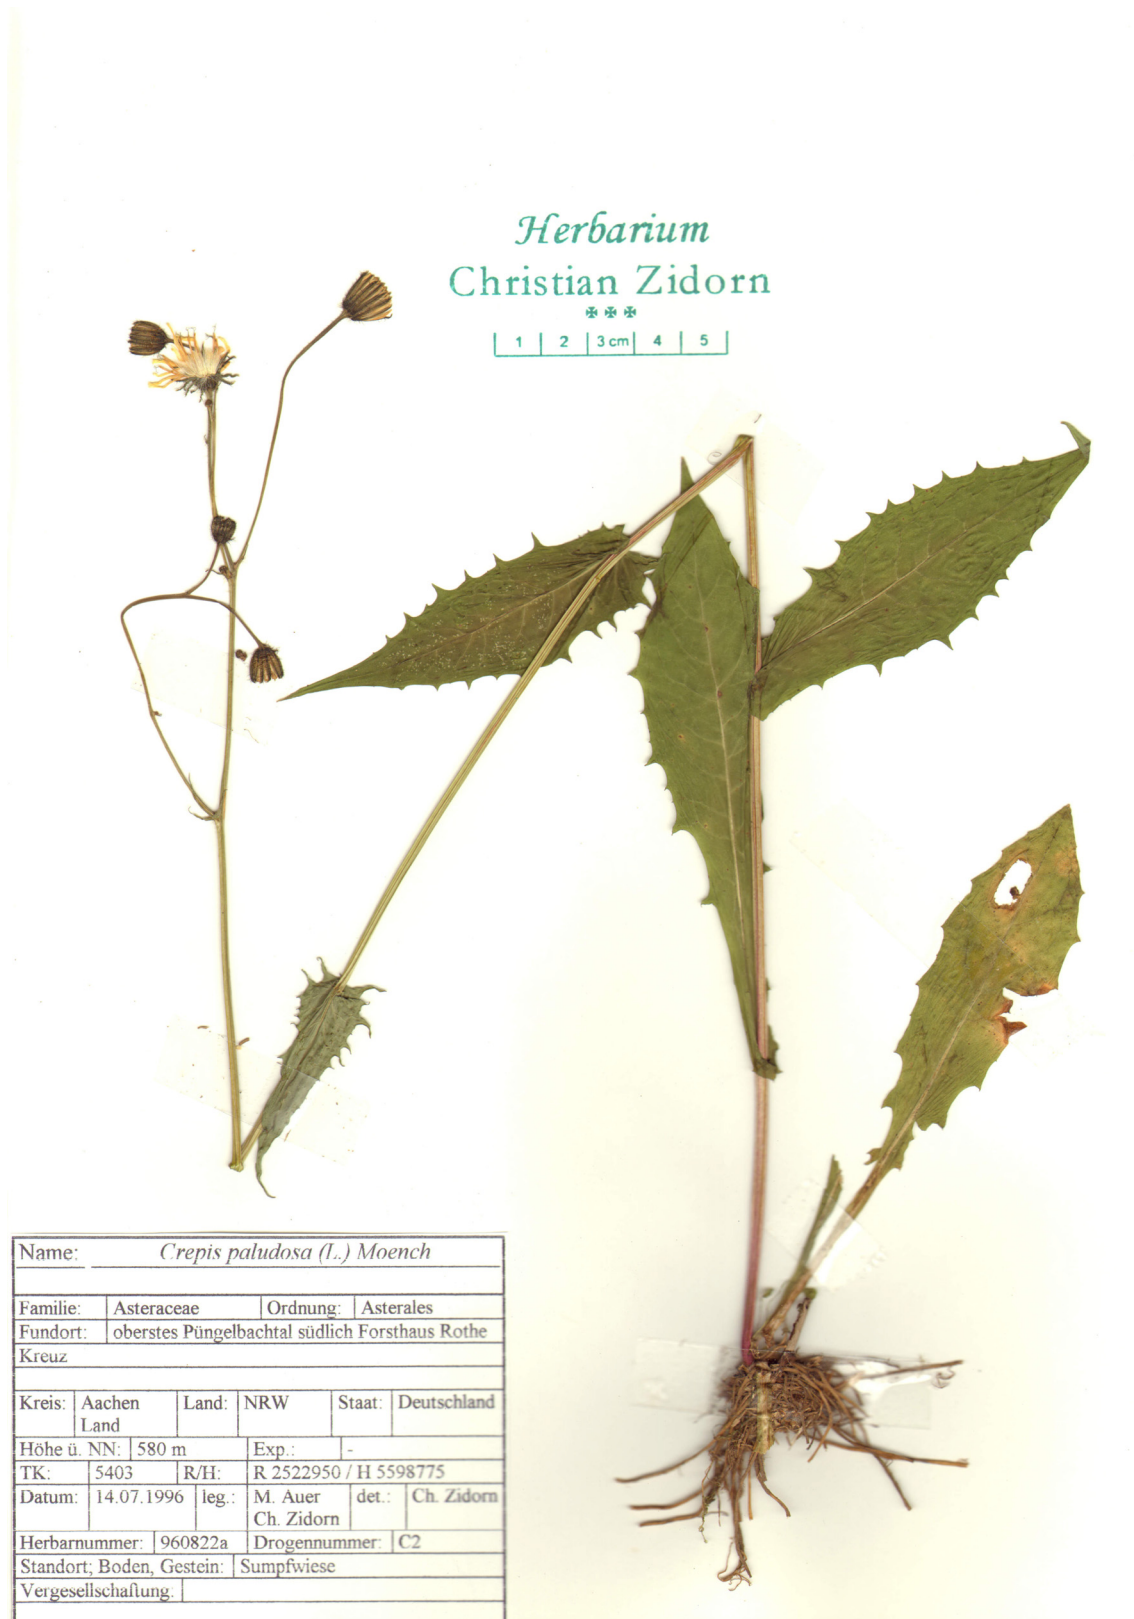 Herbarium
Christian Zidorn
1 2 3 cm 4 5
Name: Crepis paludosa (L.) Moench
Familie: Asteraceae Ordnung: Asterales
Fundort: oberstes Püngelbachtal südlich Forsthaus Rothe
Kreuz
Kreis: Aachen Land: NRW Staat: Deutschland
Land
Höhe ü. NN: 580 m Exp.: -
TK: 5403 R/H: R 2522950 / H 5598775
Datum: 14.07.1996 leg.: M. Auer det.: Ch. Zidorn
Ch. Zidorn
Herbarnummer: 960822a Drogennummer: C2
Standort; Boden, Gestein: Sumpfwiese
Vergesellschaftung: